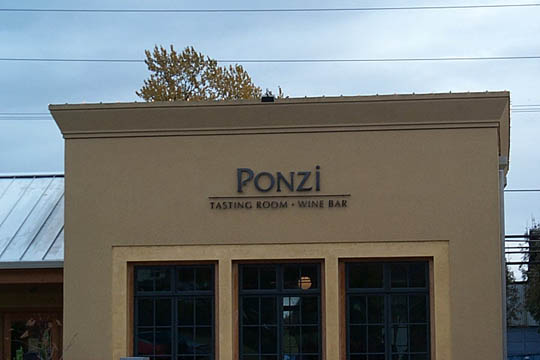 PONZi
TASTING ROOM • WINE BAR